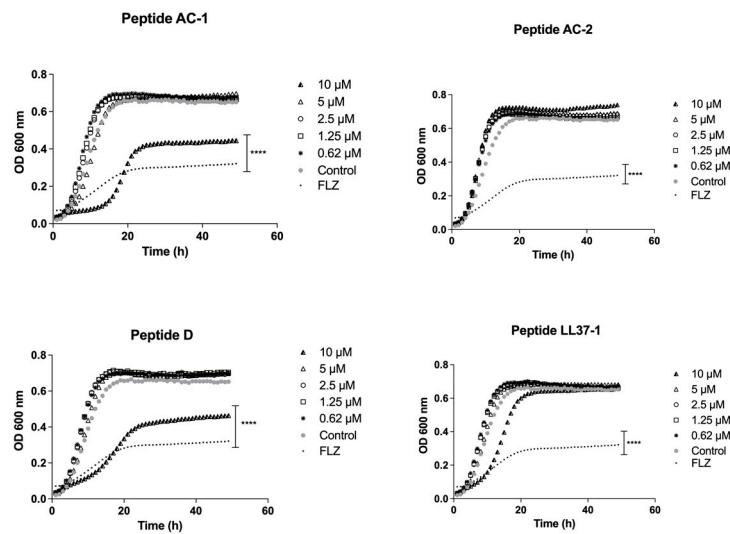 Peptide AC-1
OD 600 nm
0.8
0.6
0.4
0.2
0.0
0
20
40
60
Time (h)
10 µM
5 µM
2.5 µM
1.25 µM
0.62 µM
Control
FLZ
****
Peptide AC-2
OD 600 nm
0.8
0.6
0.4
0.2
0.0
0
20
40
60
Time (h)
10 µM
5 µM
2.5 µM
1.25 µM
0.62 µM
Control
FLZ
****
Peptide D
OD 600 nm
0.8
0.6
0.4
0.2
0.0
0
20
40
60
Time (h)
10 µM
5 µM
2.5 µM
1.25 µM
0.62 µM
Control
FLZ
****
Peptide LL37-1
OD 600 nm
0.8
0.6
0.4
0.2
0.0
0
20
40
60
Time (h)
10 µM
5 µM
2.5 µM
1.25 µM
0.62 µM
Control
FLZ
****